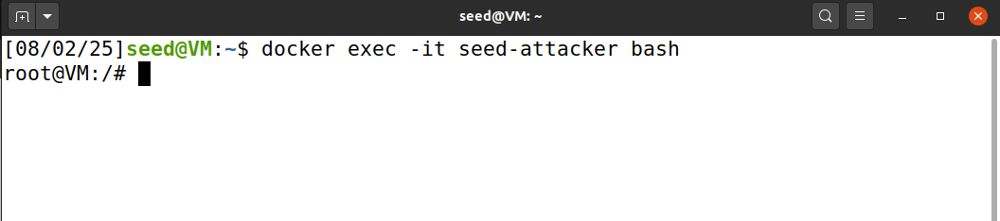 seed@VM: ~
[08/02/25]seed@VM:~$ docker exec -it seed-attacker bash
root@VM:/#